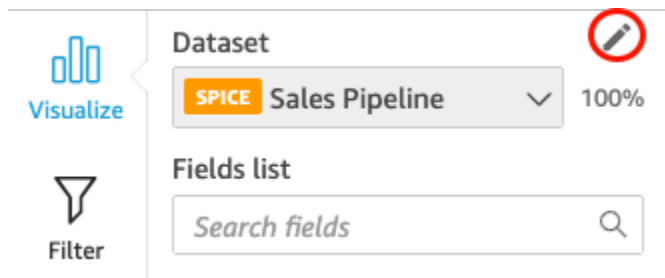 Dataset
SPICE Sales Pipeline 100%
Visualize
Fields list
Search fields
Filter